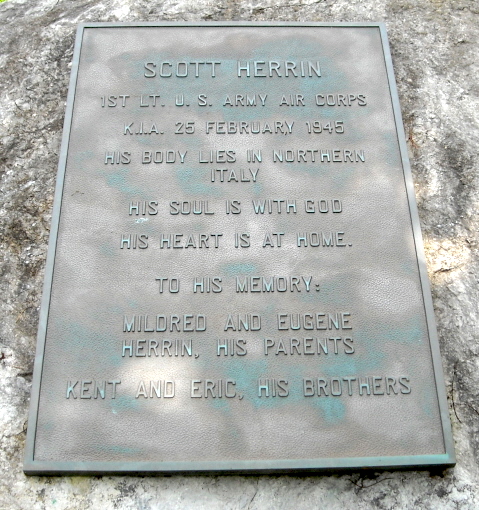 SCOTT HERRIN
1ST LT. U. S. ARMY AIR CORPS
K.I.A. 25 FEBRUARY 1945
HIS BODY LIES IN NORTHERN
ITALY
HIS SOUL IS WITH GOD
HIS HEART IS AT HOME.
TO HIS MEMORY:
MILDRED AND EUGENE
HERRIN, HIS PARENTS
KENT AND ERIC, HIS BROTHERS